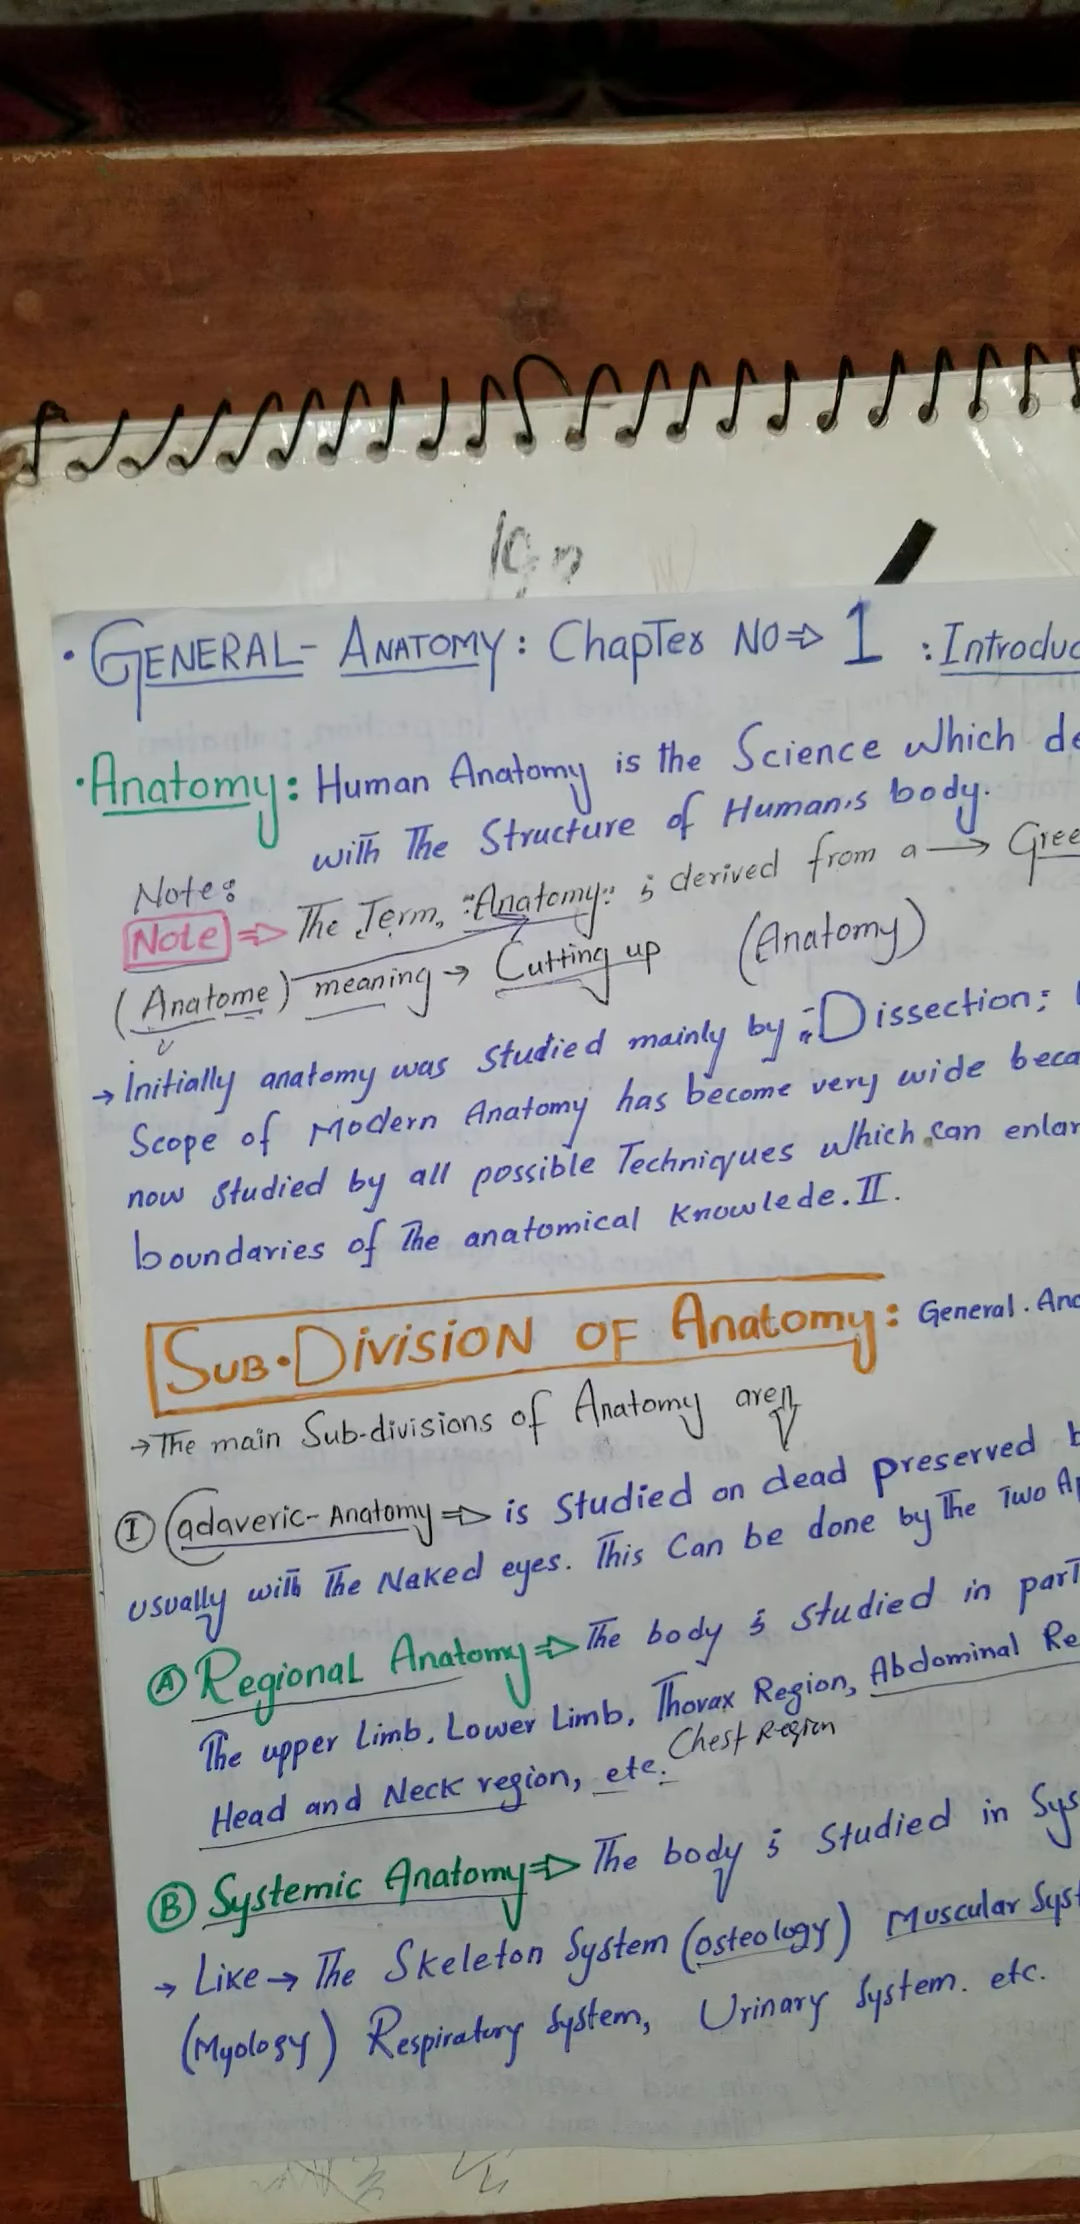 • GENERAL- ANATOMY: Chapter NO⇒ 1 : Introduc
• Anatomy: Human Anatomy is the Science which de
with The Structure of Human.s body.
Note:
Note ⇒ The Term, "Anatomy" is derived from a → Gree
(Anatome) meaning → Cutting up (Anatomy)
→ Initially anatomy was studied mainly by "Dissection;
Scope of Modern Anatomy has become very wide beca
now studied by all possible Techniques which can enlar
boundaries of The anatomical Knowlede. II.
SUB•DIVISION OF Anatomy: General. Ana
→ The main Sub-divisions of Anatomy are
① Cadaveric- Anatomy ⇒ is Studied on dead preserved b
usually with The Naked eyes. This Can be done by The Two Ap
Ⓐ Regional Anatomy ⇒ The body is studied in part
The upper Limb, Lower Limb, Thorax Region, Abdominal Re
Chest Region
Head and Neck region, etc.
Ⓑ Systemic Anatomy ⇒ The body is Studied in Sys
→ Like → The Skeleton System (osteology) Muscular Syst
(Myology) Respiratory System, Urinary System. etc.